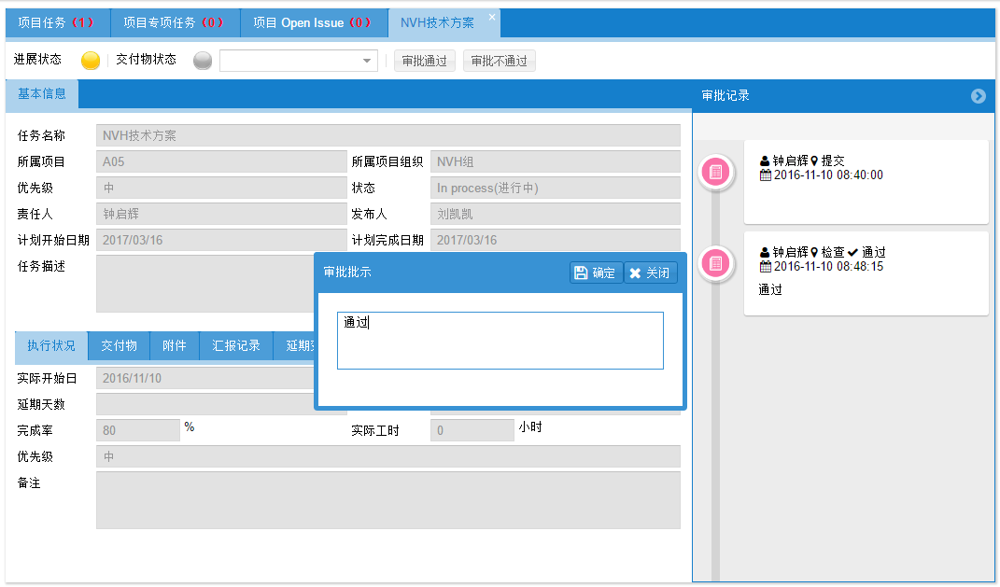 项目任务（1） 项目专项任务（0） 项目 Open Issue（0） NVH技术方案 ×
进展状态 交付物状态 审批通过 审批不通过
基本信息 审批记录
任务名称 NVH技术方案
所属项目 A05 所属项目组织 NVH组
优先级 中 状态 In process(进行中)
责任人 钟启辉 发布人 刘凯凯
计划开始日期 2017/03/16 计划完成日期 2017/03/16
任务描述
审批批示 确定 关闭
通过
执行状况 交付物 附件 汇报记录 延期
实际开始日 2016/11/10
延期天数
完成率 80 % 实际工时 0 小时
优先级 中
备注
钟启辉 提交
2016-11-10 08:40:00
钟启辉 检查 通过
2016-11-10 08:48:15
通过